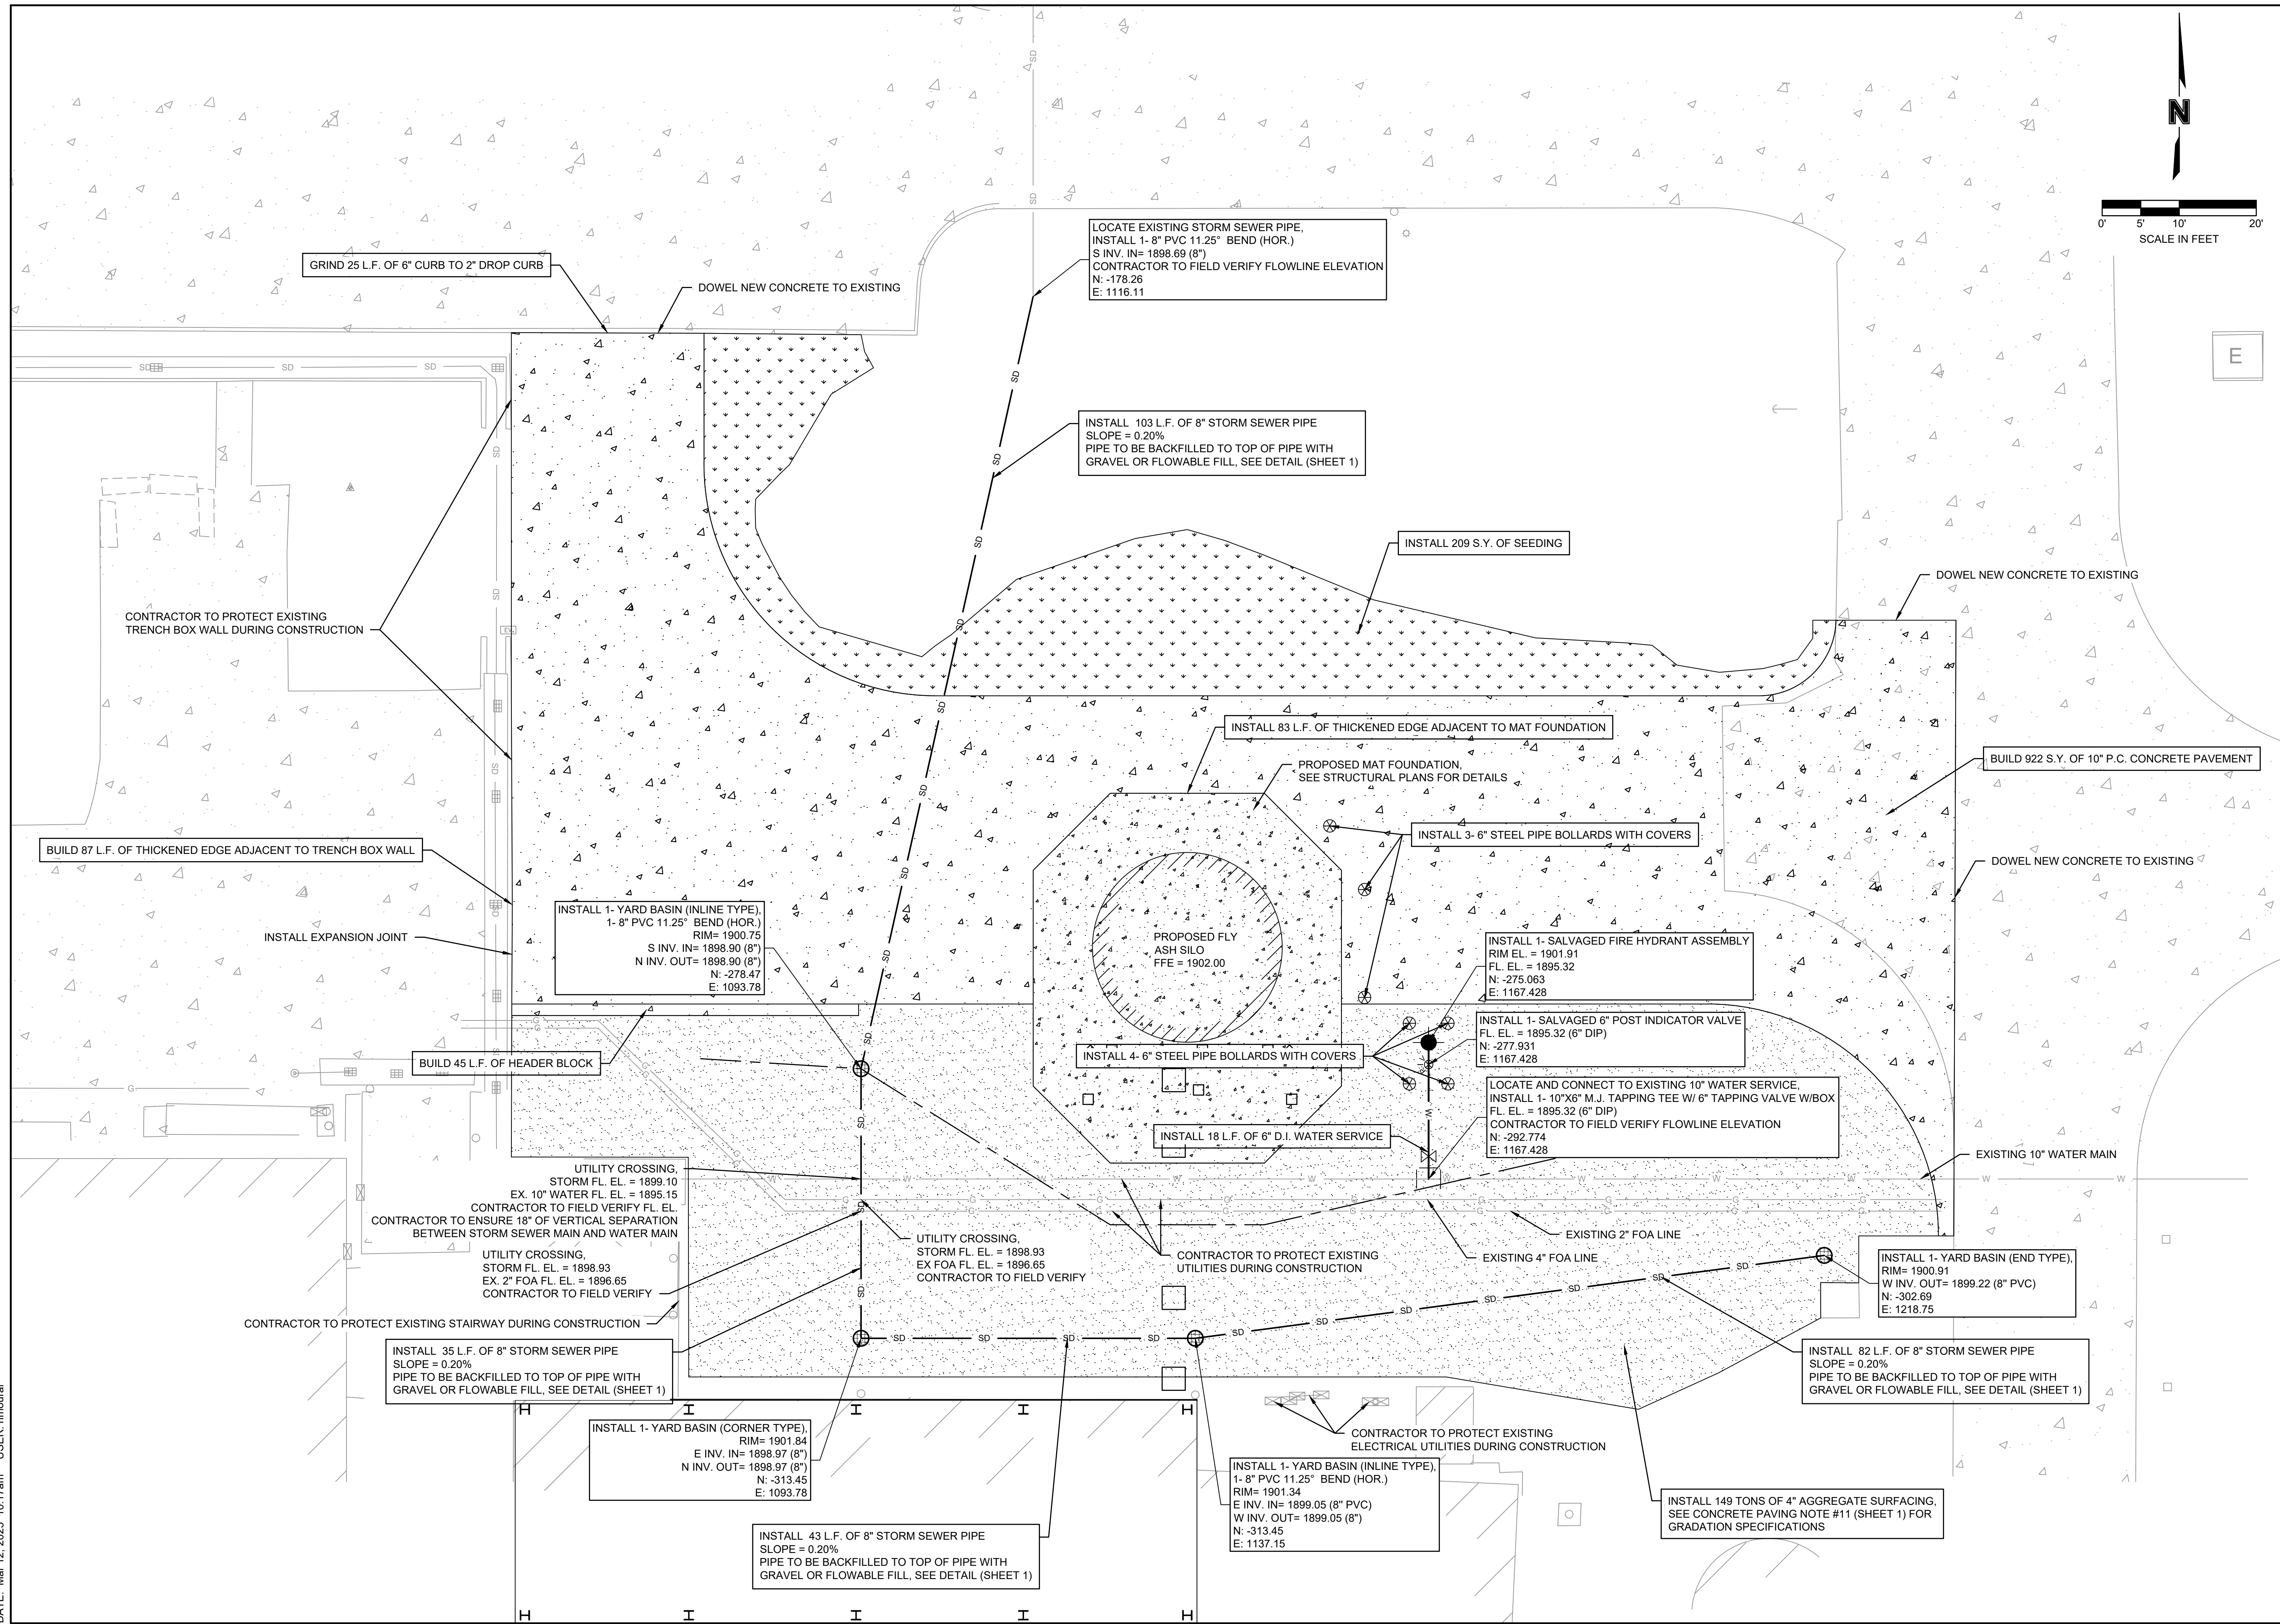 N
0' 5' 10' 20'
SCALE IN FEET
SD
SD
LOCATE EXISTING STORM SEWER PIPE,
INSTALL 1- 8" PVC 11.25° BEND (HOR.)
S INV. IN= 1898.69 (8")
CONTRACTOR TO FIELD VERIFY FLOWLINE ELEVATION
N: -178.26
E: 1116.11
GRIND 25 L.F. OF 6" CURB TO 2" DROP CURB
DOWEL NEW CONCRETE TO EXISTING
E
SD SD SD
INSTALL 103 L.F. OF 8" STORM SEWER PIPE
SLOPE = 0.20%
PIPE TO BE BACKFILLED TO TOP OF PIPE WITH
GRAVEL OR FLOWABLE FILL, SEE DETAIL (SHEET 1)
INSTALL 209 S.Y. OF SEEDING
DOWEL NEW CONCRETE TO EXISTING
CONTRACTOR TO PROTECT EXISTING
TRENCH BOX WALL DURING CONSTRUCTION
INSTALL 83 L.F. OF THICKENED EDGE ADJACENT TO MAT FOUNDATION
PROPOSED MAT FOUNDATION,
SEE STRUCTURAL PLANS FOR DETAILS
BUILD 922 S.Y. OF 10" P.C. CONCRETE PAVEMENT
INSTALL 3- 6" STEEL PIPE BOLLARDS WITH COVERS
BUILD 87 L.F. OF THICKENED EDGE ADJACENT TO TRENCH BOX WALL
DOWEL NEW CONCRETE TO EXISTING
INSTALL EXPANSION JOINT
INSTALL 1- YARD BASIN (INLINE TYPE),
1- 8" PVC 11.25° BEND (HOR.)
RIM= 1900.75
S INV. IN= 1898.90 (8")
N INV. OUT= 1898.90 (8")
N: -278.47
E: 1093.78
PROPOSED FLY
ASH SILO
FFE = 1902.00
INSTALL 1- SALVAGED FIRE HYDRANT ASSEMBLY
RIM EL. = 1901.91
FL. EL. = 1895.32
N: -275.063
E: 1167.428
INSTALL 1- SALVAGED 6" POST INDICATOR VALVE
FL. EL. = 1895.32 (6" DIP)
N: -277.931
E: 1167.428
BUILD 45 L.F. OF HEADER BLOCK
INSTALL 4- 6" STEEL PIPE BOLLARDS WITH COVERS
LOCATE AND CONNECT TO EXISTING 10" WATER SERVICE,
INSTALL 1- 10"X6" M.J. TAPPING TEE W/ 6" TAPPING VALVE W/BOX
FL. EL. = 1895.32 (6" DIP)
CONTRACTOR TO FIELD VERIFY FLOWLINE ELEVATION
N: -292.774
E: 1167.428
INSTALL 18 L.F. OF 6" D.I. WATER SERVICE
EXISTING 10" WATER MAIN
UTILITY CROSSING,
STORM FL. EL. = 1899.10
EX. 10" WATER FL. EL. = 1895.15
CONTRACTOR TO FIELD VERIFY FL. EL.
CONTRACTOR TO ENSURE 18" OF VERTICAL SEPARATION
BETWEEN STORM SEWER MAIN AND WATER MAIN
UTILITY CROSSING,
STORM FL. EL. = 1898.93
EX. 2" FOA FL. EL. = 1896.65
CONTRACTOR TO FIELD VERIFY
UTILITY CROSSING,
STORM FL. EL. = 1898.93
EX FOA FL. EL. = 1896.65
CONTRACTOR TO FIELD VERIFY
CONTRACTOR TO PROTECT EXISTING
UTILITIES DURING CONSTRUCTION
EXISTING 2" FOA LINE
EXISTING 4" FOA LINE
INSTALL 1- YARD BASIN (END TYPE),
RIM= 1900.91
W INV. OUT= 1899.22 (8" PVC)
N: -302.69
E: 1218.75
CONTRACTOR TO PROTECT EXISTING STAIRWAY DURING CONSTRUCTION
INSTALL 35 L.F. OF 8" STORM SEWER PIPE
SLOPE = 0.20%
PIPE TO BE BACKFILLED TO TOP OF PIPE WITH
GRAVEL OR FLOWABLE FILL, SEE DETAIL (SHEET 1)
INSTALL 82 L.F. OF 8" STORM SEWER PIPE
SLOPE = 0.20%
PIPE TO BE BACKFILLED TO TOP OF PIPE WITH
GRAVEL OR FLOWABLE FILL, SEE DETAIL (SHEET 1)
INSTALL 1- YARD BASIN (CORNER TYPE),
RIM= 1901.84
E INV. IN= 1898.97 (8")
N INV. OUT= 1898.97 (8")
N: -313.45
E: 1093.78
CONTRACTOR TO PROTECT EXISTING
ELECTRICAL UTILITIES DURING CONSTRUCTION
INSTALL 1- YARD BASIN (INLINE TYPE),
1- 8" PVC 11.25° BEND (HOR.)
RIM= 1901.34
E INV. IN= 1899.05 (8" PVC)
W INV. OUT= 1899.05 (8")
N: -313.45
E: 1137.15
INSTALL 149 TONS OF 4" AGGREGATE SURFACING,
SEE CONCRETE PAVING NOTE #11 (SHEET 1) FOR
GRADATION SPECIFICATIONS
INSTALL 43 L.F. OF 8" STORM SEWER PIPE
SLOPE = 0.20%
PIPE TO BE BACKFILLED TO TOP OF PIPE WITH
GRAVEL OR FLOWABLE FILL, SEE DETAIL (SHEET 1)